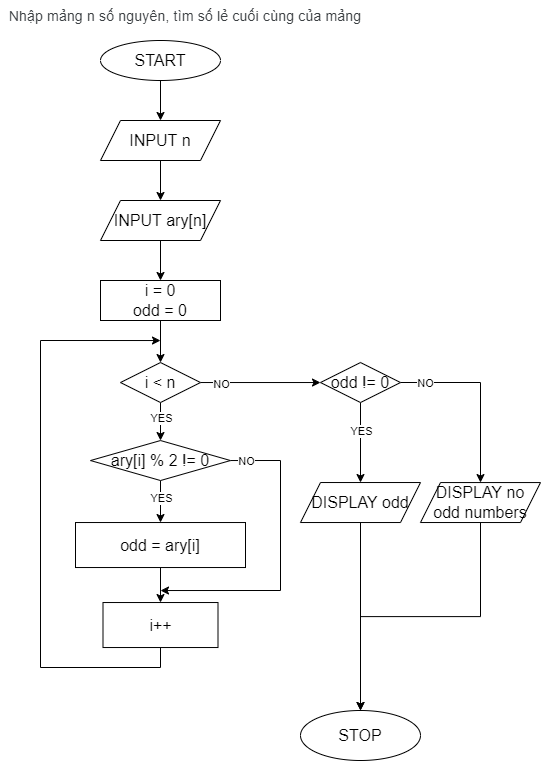 Nhập mảng n số nguyên, tìm số lẻ cuối cùng của mảng
START
INPUT n
INPUT ary[n]
i = 0
odd = 0
i < n
NO
odd != 0
NO
YES
YES
ary[i] % 2 != 0
NO
YES
DISPLAY odd
DISPLAY no
odd numbers
odd = ary[i]
i++
STOP